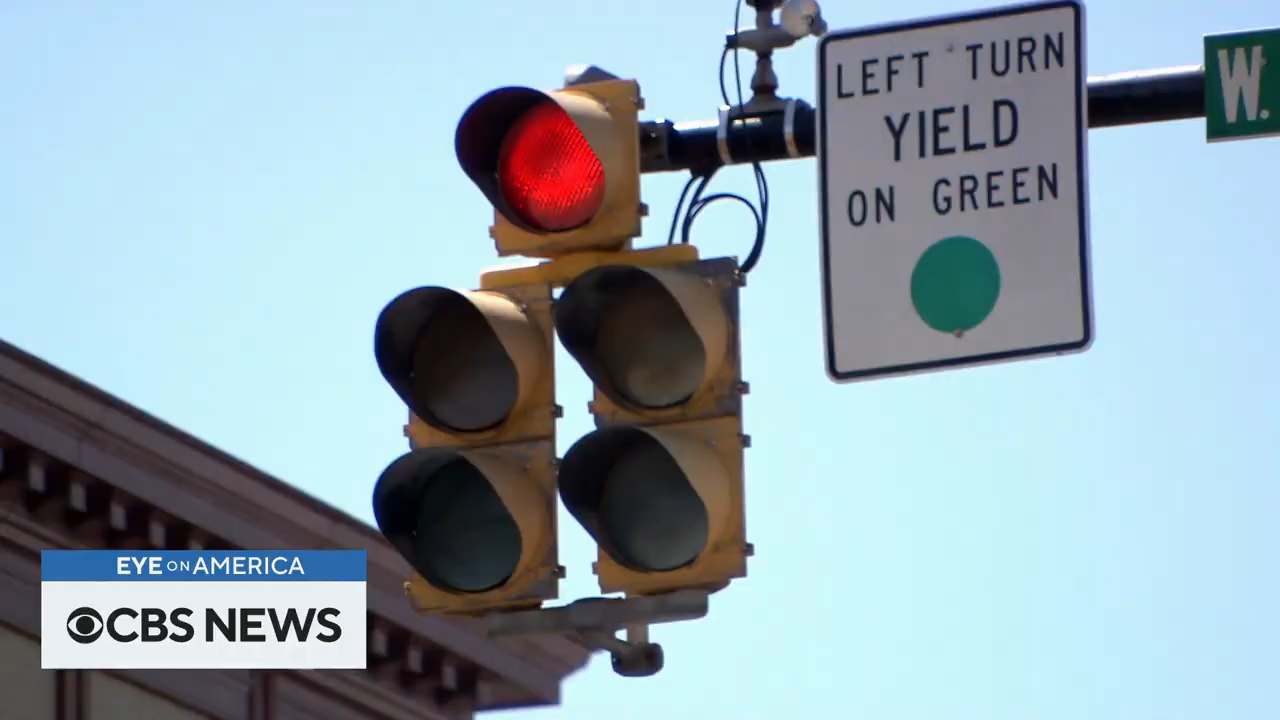 LEFT TURN
YIELD
ON GREEN
W.
EYE ON AMERICA
CBS NEWS